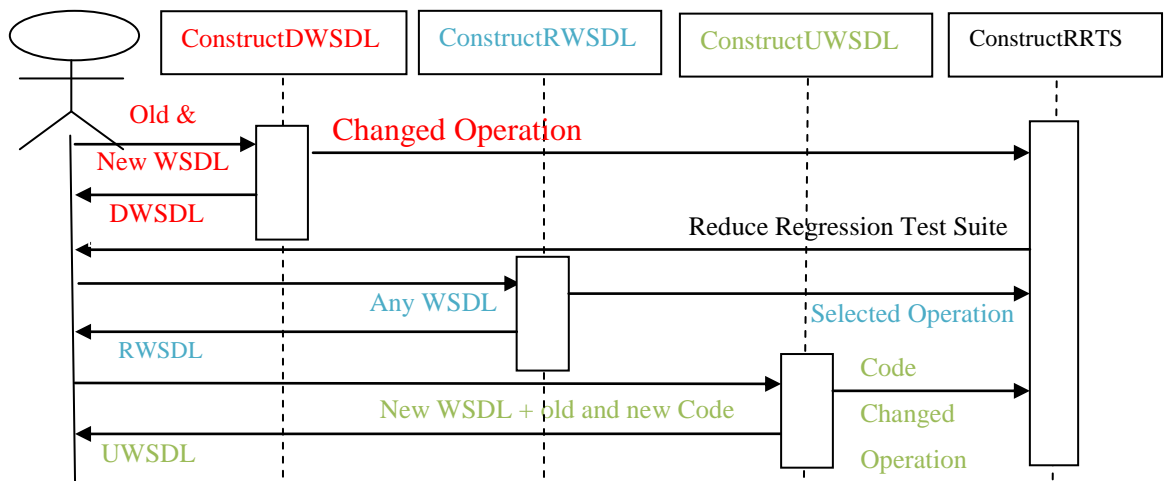 ConstructDWSDL
ConstructRWSDL
ConstructUWSDL
ConstructRRTS
Old &
New WSDL
Changed Operation
DWSDL
Reduce Regression Test Suite
Any WSDL
Selected Operation
RWSDL
New WSDL + old and new Code
Code
Changed
Operation
UWSDL